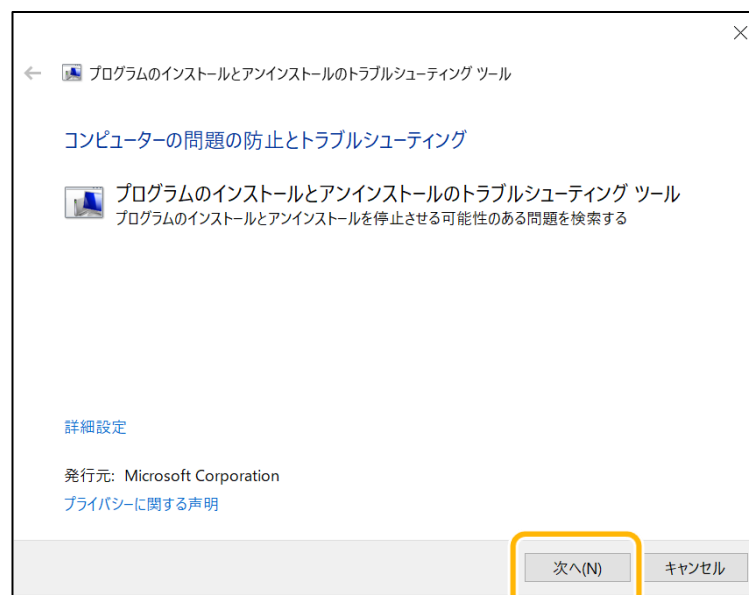 プログラムのインストールとアンインストールのトラブルシューティング ツール
コンピューターの問題の防止とトラブルシューティング
プログラムのインストールとアンインストールのトラブルシューティング ツール
プログラムのインストールとアンインストールを停止させる可能性のある問題を検索する
詳細設定
発行元: Microsoft Corporation
プライバシーに関する声明
次へ(N)
キャンセル